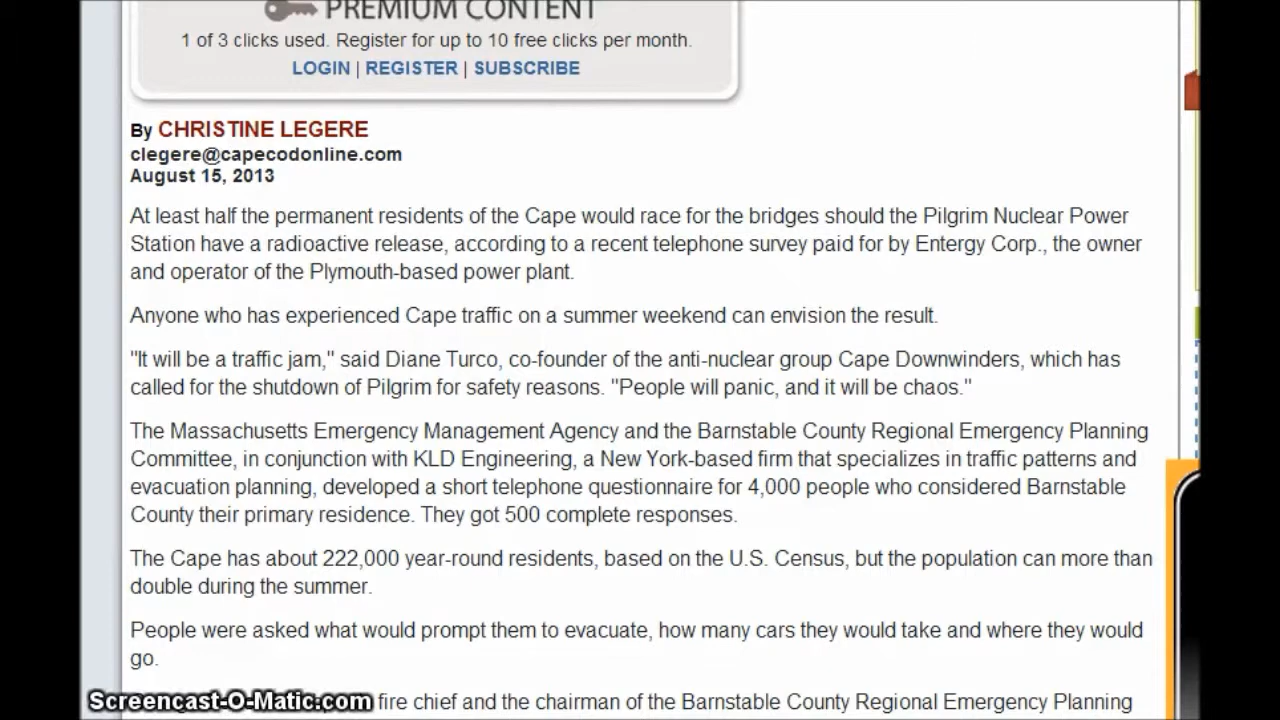 PREMIUM CONTENT
1 of 3 clicks used. Register for up to 10 free clicks per month.
LOGIN | REGISTER | SUBSCRIBE
By CHRISTINE LEGERE
clegere@capecodonline.com
August 15, 2013
At least half the permanent residents of the Cape would race for the bridges should the Pilgrim Nuclear Power
Station have a radioactive release, according to a recent telephone survey paid for by Entergy Corp., the owner
and operator of the Plymouth-based power plant.
Anyone who has experienced Cape traffic on a summer weekend can envision the result.
"It will be a traffic jam," said Diane Turco, co-founder of the anti-nuclear group Cape Downwinders, which has
called for the shutdown of Pilgrim for safety reasons. "People will panic, and it will be chaos."
The Massachusetts Emergency Management Agency and the Barnstable County Regional Emergency Planning
Committee, in conjunction with KLD Engineering, a New York-based firm that specializes in traffic patterns and
evacuation planning, developed a short telephone questionnaire for 4,000 people who considered Barnstable
County their primary residence. They got 500 complete responses.
The Cape has about 222,000 year-round residents, based on the U.S. Census, but the population can more than
double during the summer.
People were asked what would prompt them to evacuate, how many cars they would take and where they would
go.
Screencast-O-Matic.com fire chief and the chairman of the Barnstable County Regional Emergency Planning